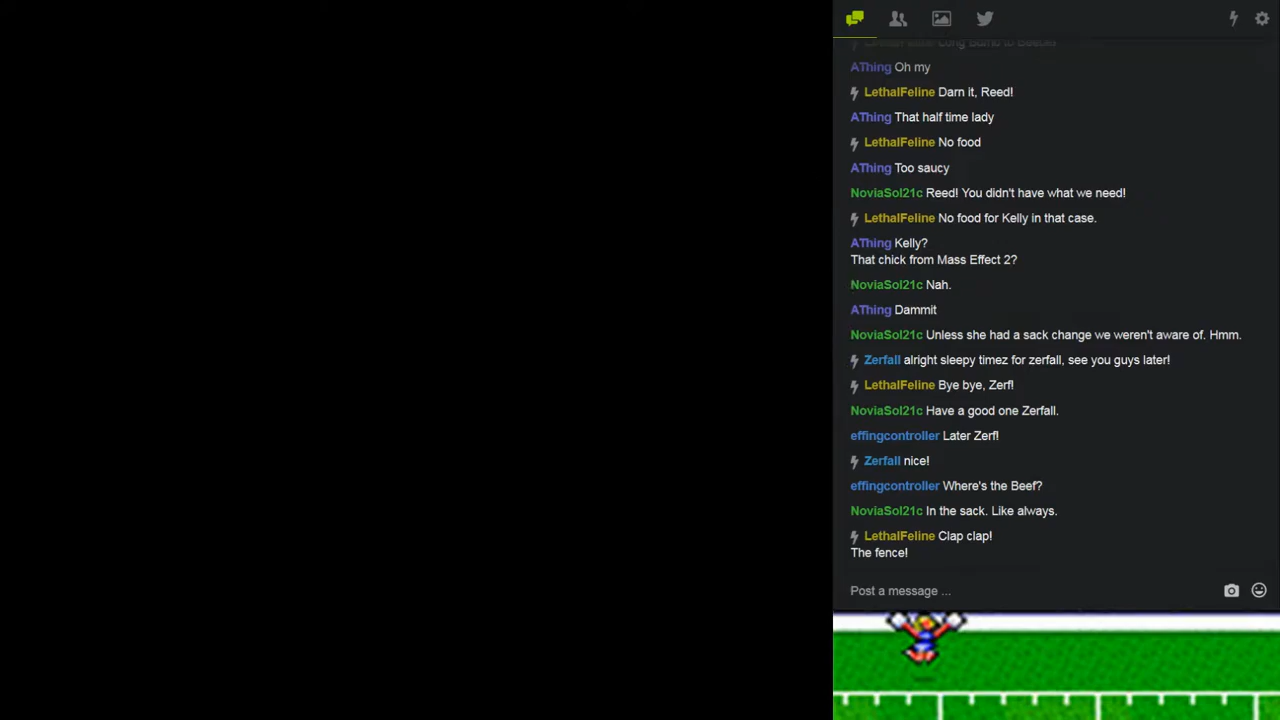 AThing Oh my
LethalFeline Darn it, Reed!
AThing That half time lady
LethalFeline No food
AThing Too saucy
NoviaSol21c Reed! You didn't have what we need!
LethalFeline No food for Kelly in that case.
AThing Kelly?
That chick from Mass Effect 2?
NoviaSol21c Nah.
AThing Dammit
NoviaSol21c Unless she had a sack change we weren't aware of. Hmm.
Zerfall alright sleepy timez for zerfall, see you guys later!
LethalFeline Bye bye, Zerf!
NoviaSol21c Have a good one Zerfall.
effingcontroller Later Zerf!
Zerfall nice!
effingcontroller Where's the Beef?
NoviaSol21c In the sack. Like always.
LethalFeline Clap clap!
The fence!
Post a message ...